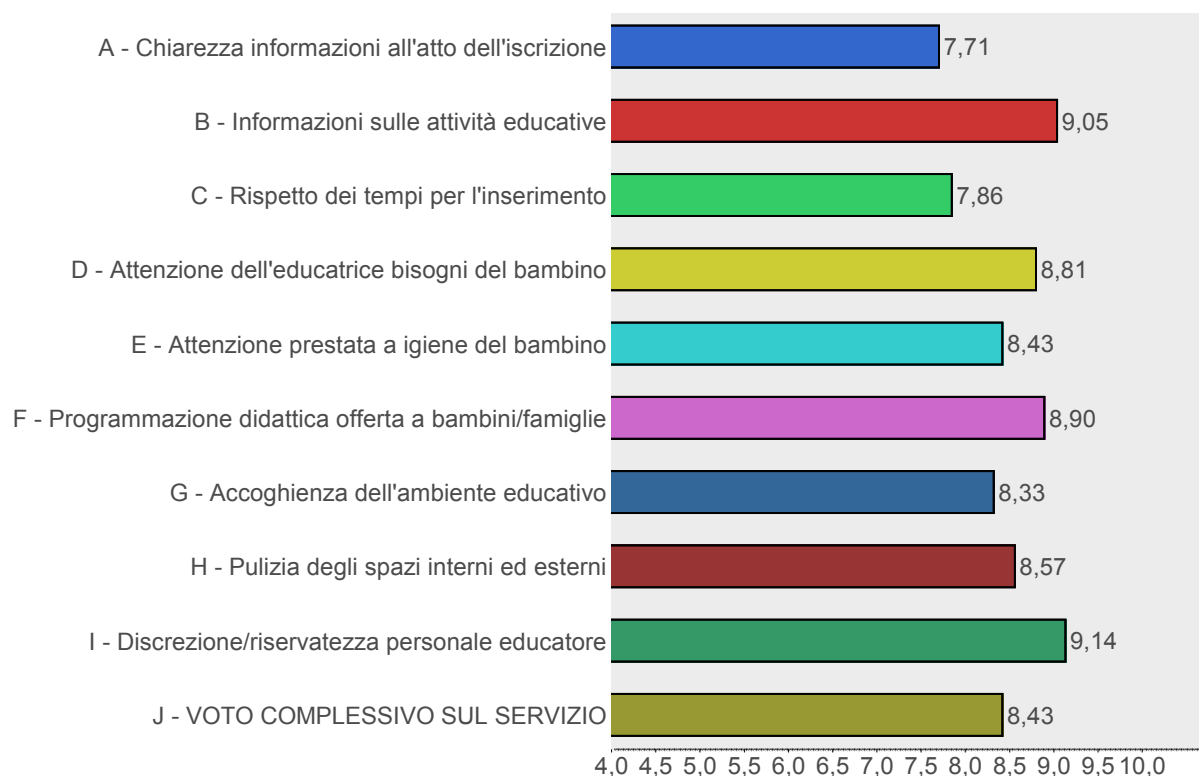 A - Chiarezza informazioni all'atto dell'iscrizione 7,71
B - Informazioni sulle attività educative 9,05
C - Rispetto dei tempi per l'inserimento 7,86
D - Attenzione dell'educatrice bisogni del bambino 8,81
E - Attenzione prestata a igiene del bambino 8,43
F - Programmazione didattica offerta a bambini/famiglie 8,90
G - Accoghienza dell'ambiente educativo 8,33
H - Pulizia degli spazi interni ed esterni 8,57
I - Discrezione/riservatezza personale educatore 9,14
J - VOTO COMPLESSIVO SUL SERVIZIO 8,43
4,0 4,5 5,0 5,5 6,0 6,5 7,0 7,5 8,0 8,5 9,0 9,5 10,0